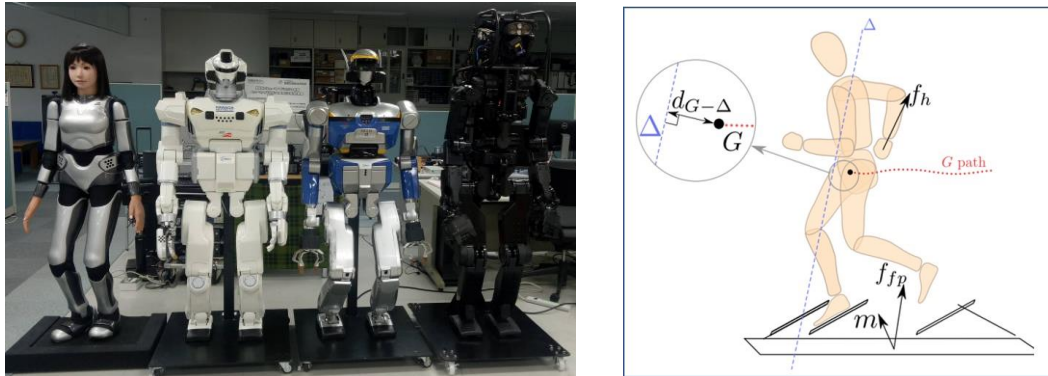 Δ
f_h
d_{G−Δ}
Δ
G
G path
f_{fp}
m